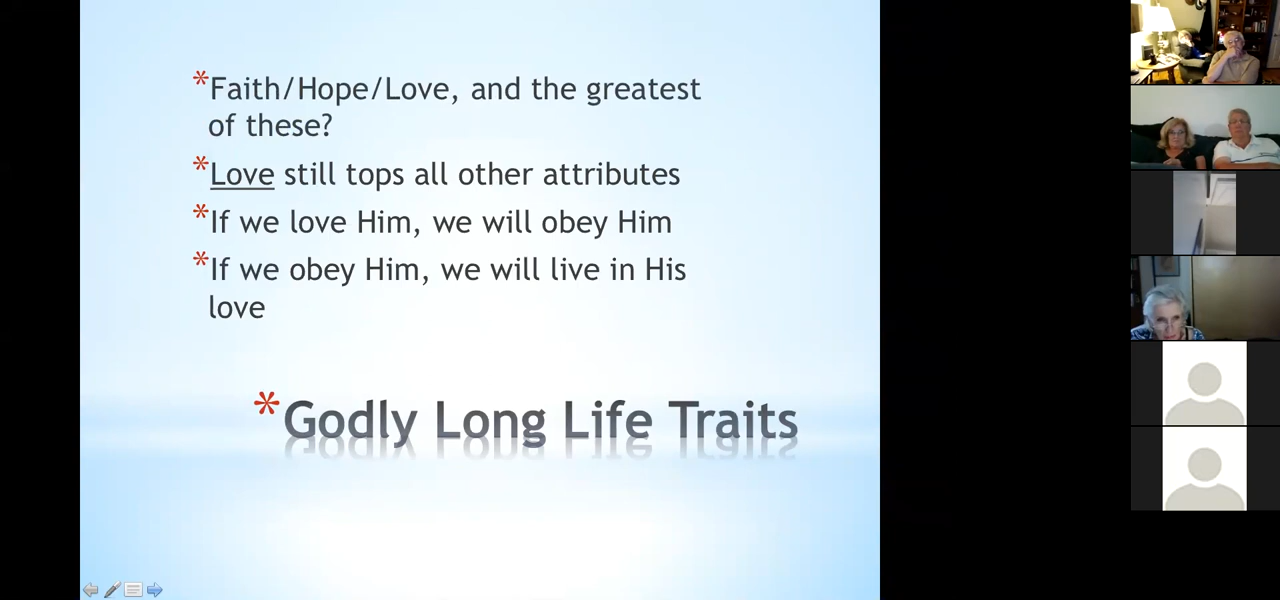 *Faith/Hope/Love, and the greatest
of these?
*Love still tops all other attributes
*If we love Him, we will obey Him
*If we obey Him, we will live in His
love
*Godly Long Life Traits